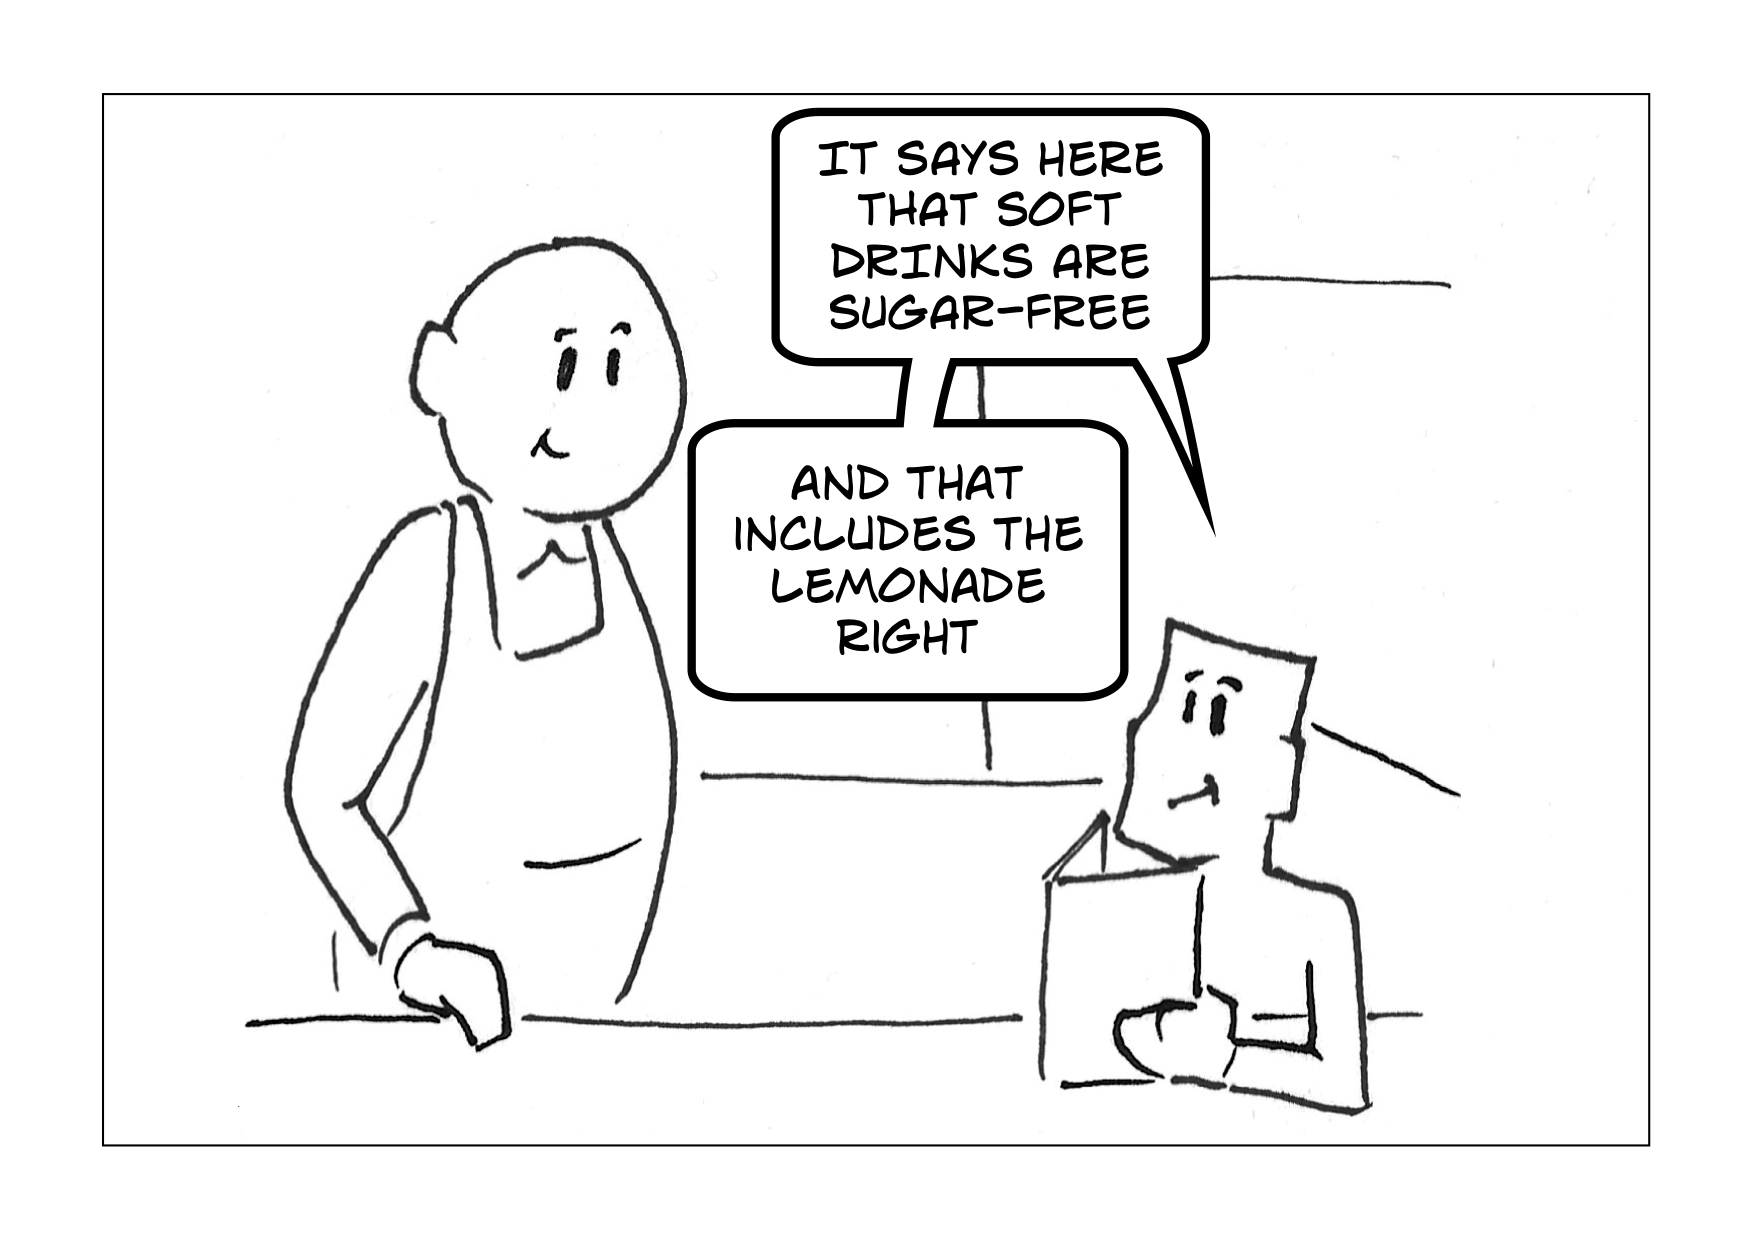 IT SAYS HERE
THAT SOFT
DRINKS ARE
SUGAR-FREE
AND THAT
INCLUDES THE
LEMONADE
RIGHT